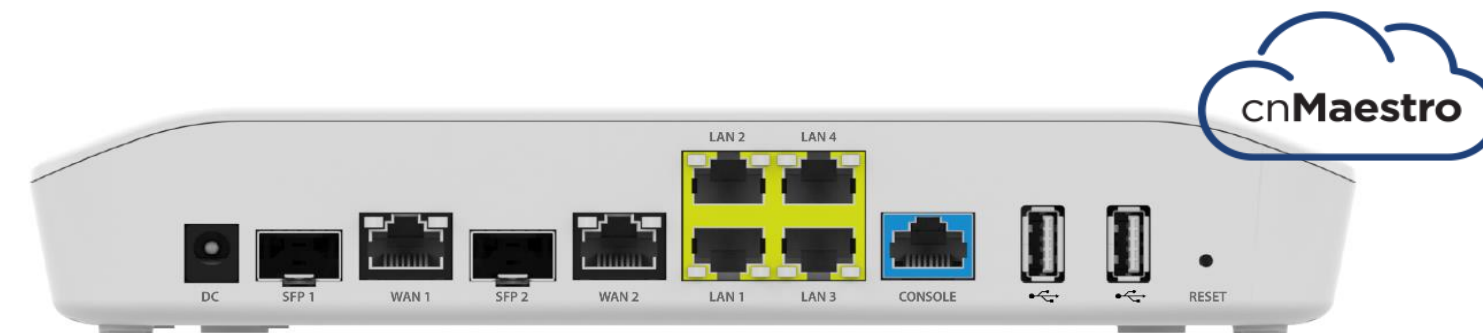 cnMaestro
LAN 2 LAN 4
DC SFP 1 WAN 1 SFP 2 WAN 2 LAN 1 LAN 3 CONSOLE RESET